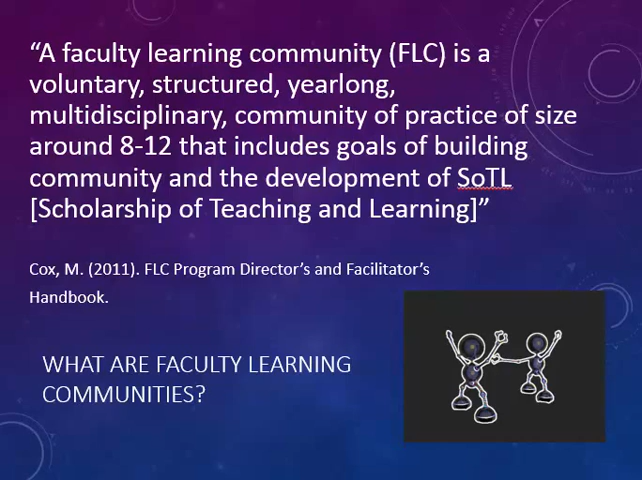 “A faculty learning community (FLC) is a
voluntary, structured, yearlong,
multidisciplinary, community of practice of size
around 8-12 that includes goals of building
community and the development of SoTL
[Scholarship of Teaching and Learning]”
Cox, M. (2011). FLC Program Director’s and Facilitator’s
Handbook.
WHAT ARE FACULTY LEARNING
COMMUNITIES?